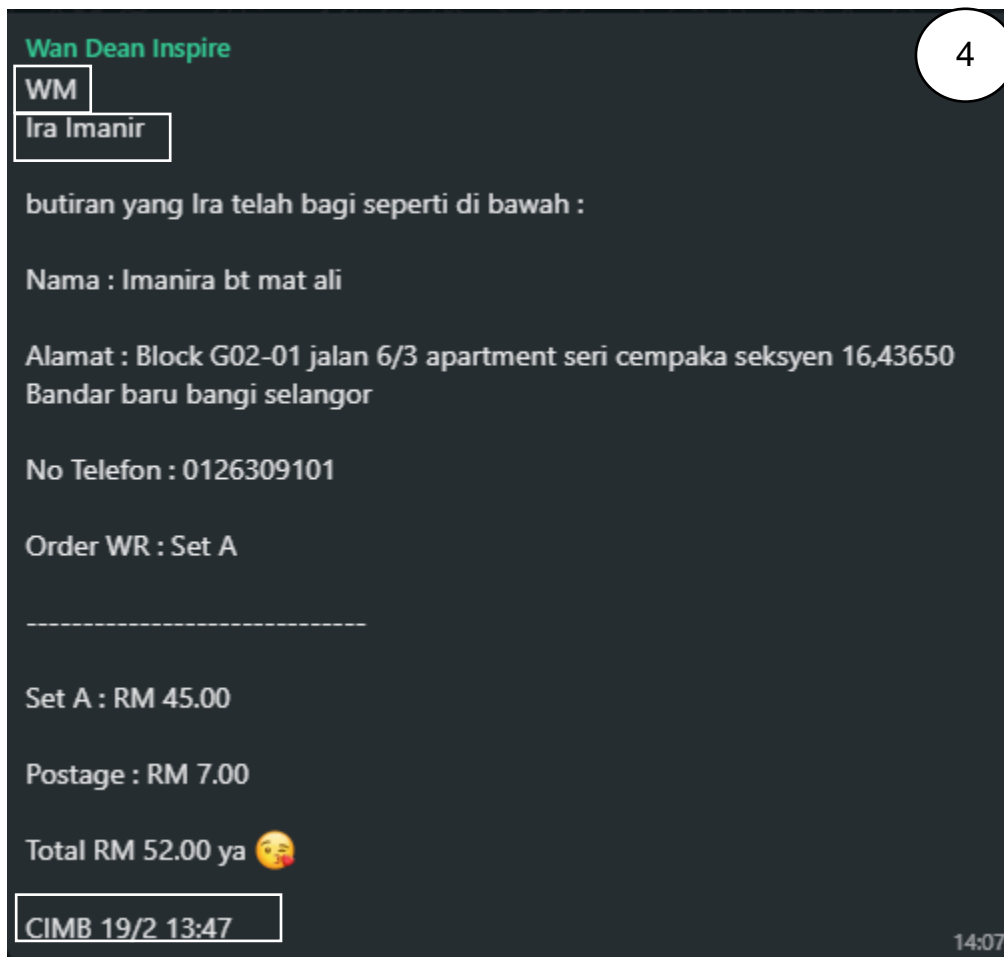 Wan Dean Inspire
4
WM
Ira Imanir
butiran yang Ira telah bagi seperti di bawah :
Nama : Imanira bt mat ali
Alamat : Block G02-01 jalan 6/3 apartment seri cempaka seksyen 16,43650
Bandar baru bangi selangor
No Telefon : 0126309101
Order WR : Set A
------------------------------
Set A : RM 45.00
Postage : RM 7.00
Total RM 52.00 ya 😘
CIMB 19/2 13:47
14:07